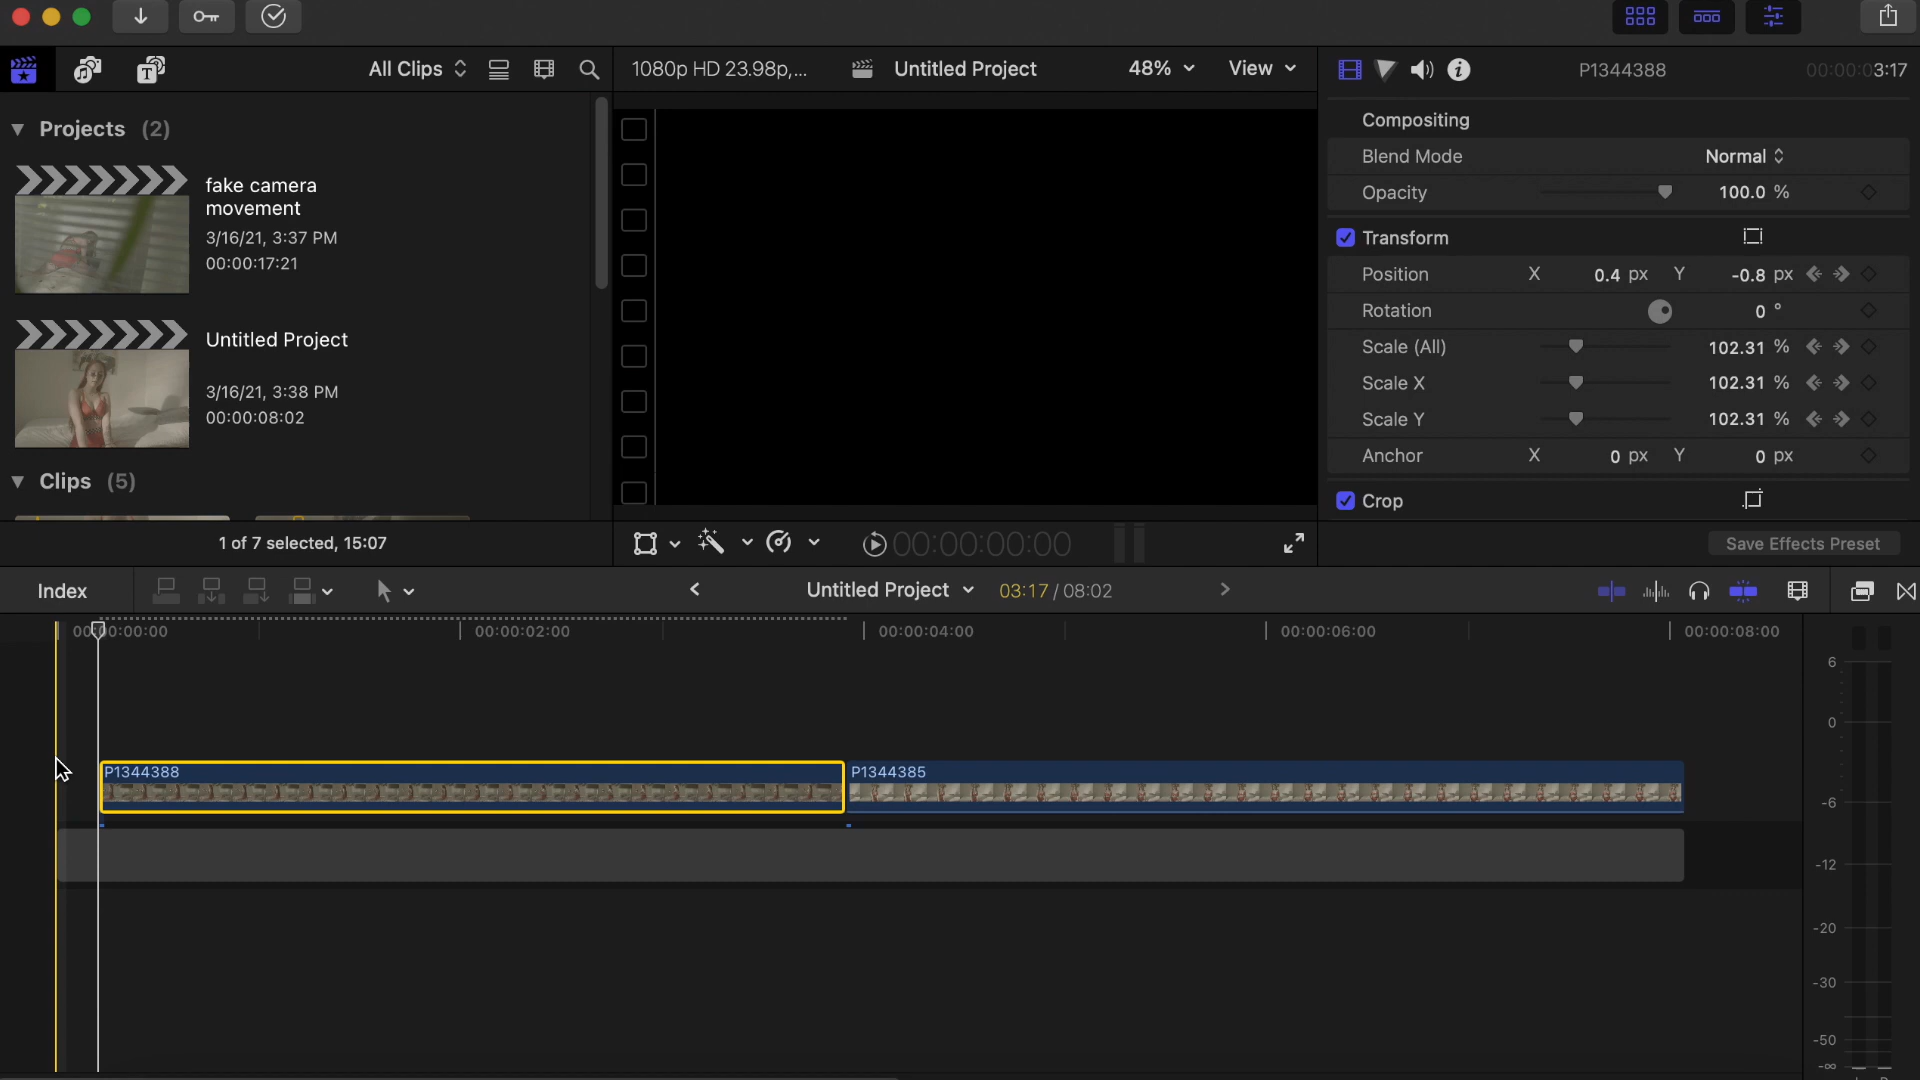 All Clips
1080p HD 23.98p,...
Untitled Project
48%
View
P1344388
00:00:03:17
Projects (2)
fake camera
movement
3/16/21, 3:37 PM
00:00:17:21
Untitled Project
3/16/21, 3:38 PM
00:00:08:02
Clips (5)
1 of 7 selected, 15:07
00:00:00:00
Compositing
Blend Mode Normal
Opacity 100.0 %
Transform
Position X 0.4 px Y -0.8 px
Rotation 0 °
Scale (All) 102.31 %
Scale X 102.31 %
Scale Y 102.31 %
Anchor X 0 px Y 0 px
Crop
Save Effects Preset
Index
Untitled Project 03:17 / 08:02
00:00:00:00 00:00:02:00 00:00:04:00 00:00:06:00 00:00:08:00
P1344388 P1344385
6
0
-6
-12
-20
-30
-50
-∞